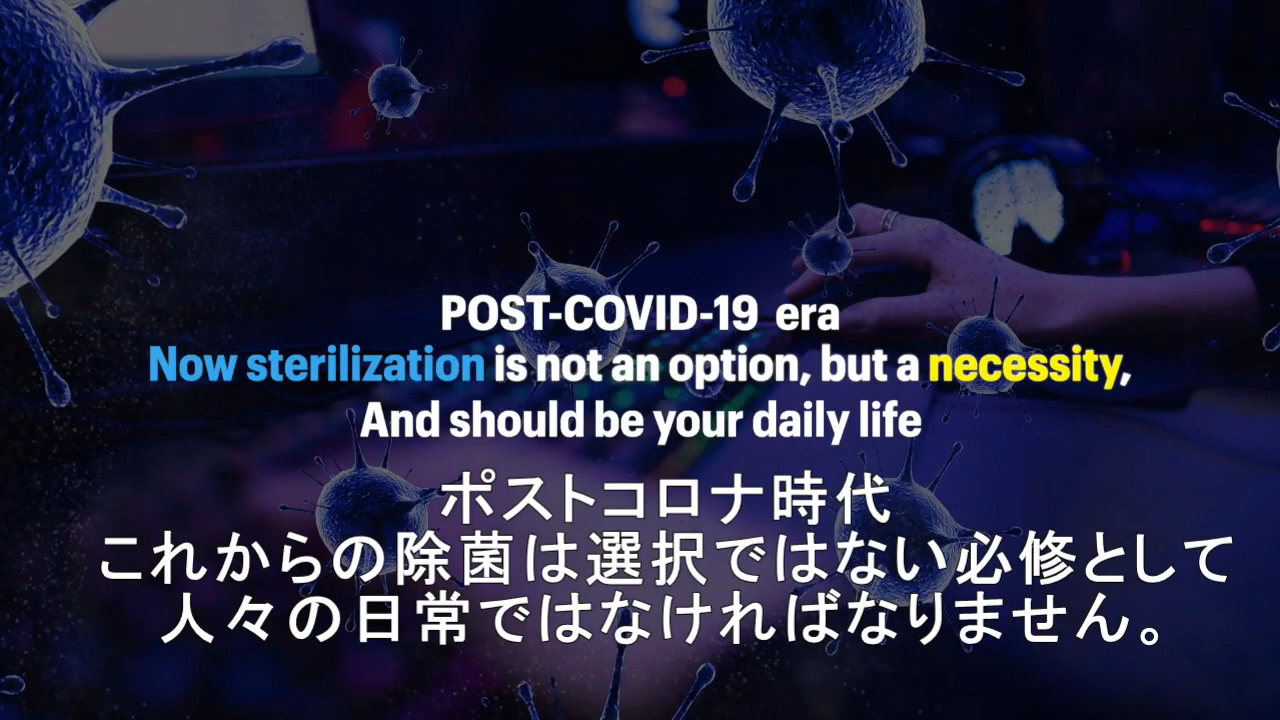 POST-COVID-19 era
Now sterilization is not an option, but a necessity,
And should be your daily life
ポストコロナ時代
これからの除菌は選択ではない必修として
人々の日常ではなければなりません。